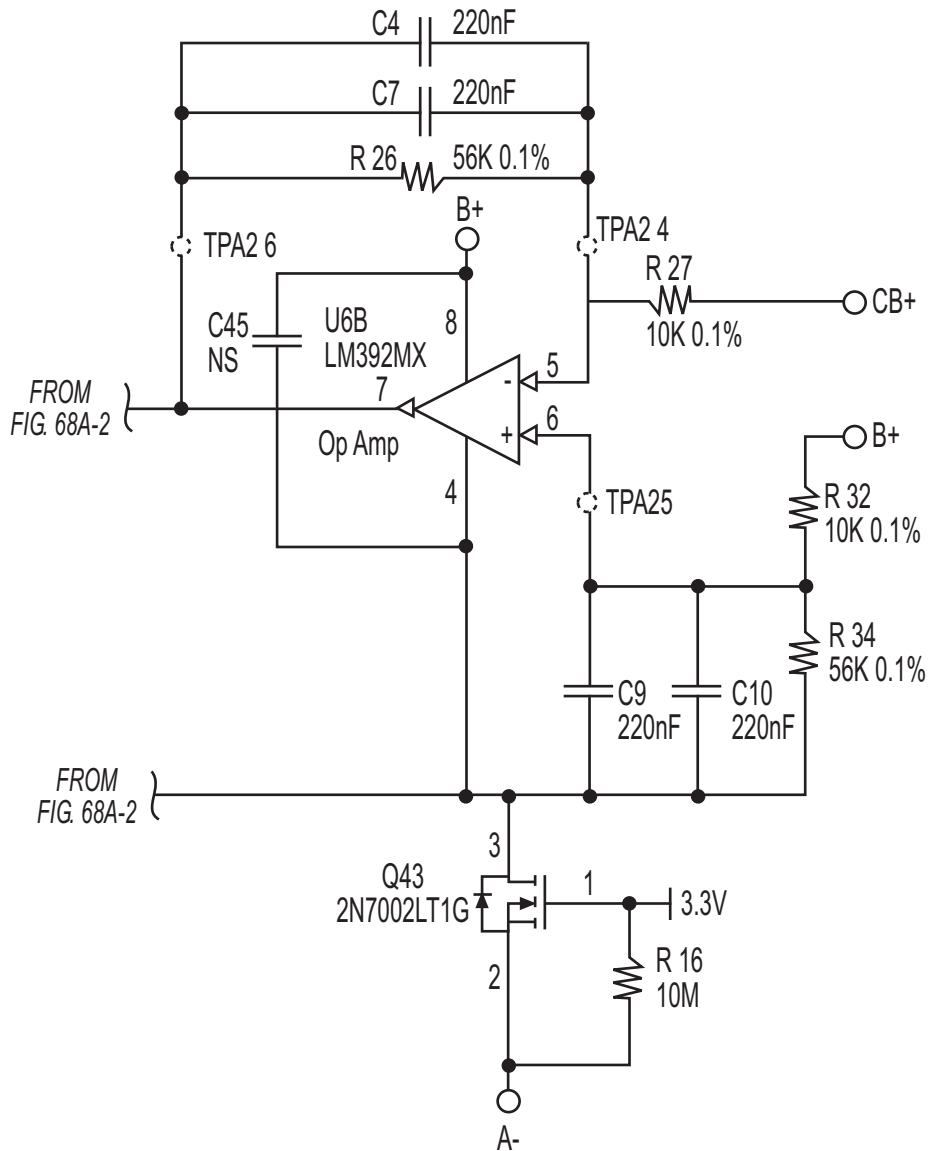 C4 220nF
C7 220nF
R 26 56K 0.1%
B+
TPA2 6
TPA2 4
R 27
CB+
10K 0.1%
C45
NS
U6B
LM392MX
8
7
5
-
6
+
FROM
FIG. 68A-2
Op Amp
4
B+
TPA25
R 32
10K 0.1%
R 34
56K 0.1%
C9
220nF
C10
220nF
FROM
FIG. 68A-2
3
Q43
2N7002LT1G
1
3.3V
2
R 16
10M
A-